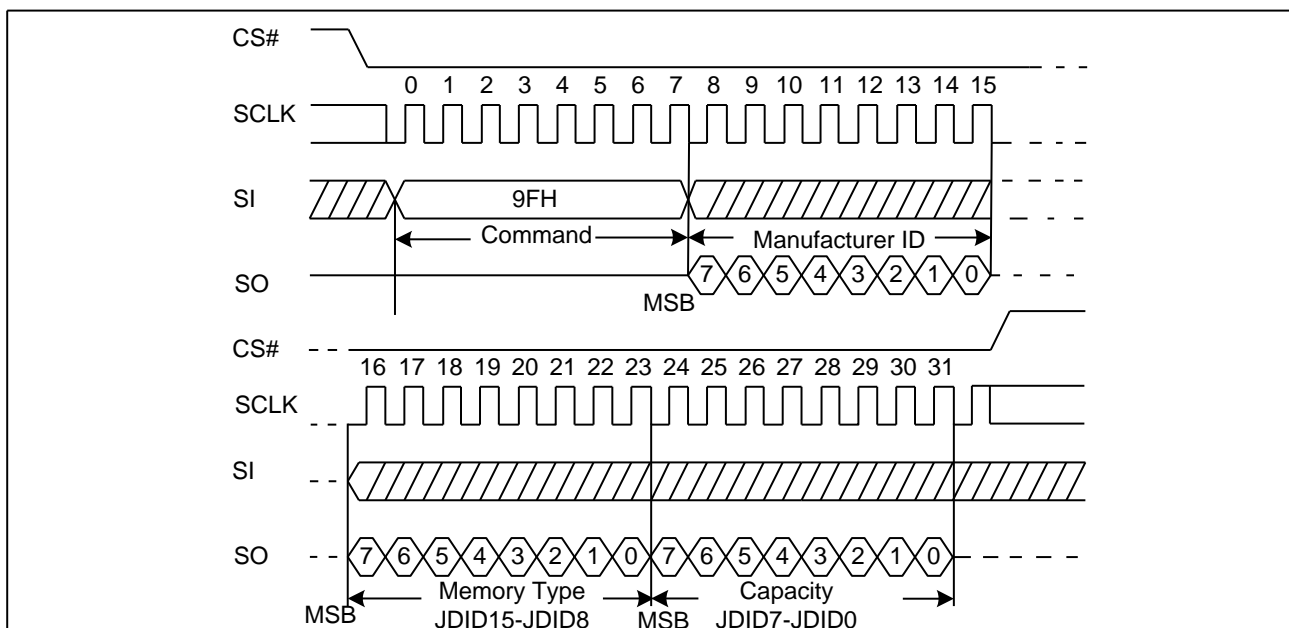 CS#
0 1 2 3 4 5 6 7 8 9 10 11 12 13 14 15
SCLK
SI
9FH
Command
Manufacturer ID
SO
7 6 5 4 3 2 1 0
MSB
CS#
16 17 18 19 20 21 22 23 24 25 26 27 28 29 30 31
SCLK
SI
SO
7 6 5 4 3 2 1 0 7 6 5 4 3 2 1 0
Memory Type
Capacity
MSB
JDID15-JDID8
MSB
JDID7-JDID0